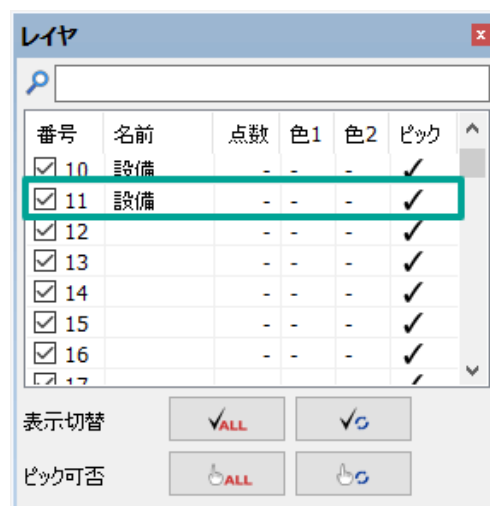 レイヤ
番号 名前 点数 色1 色2 ピック
10 設備 - - -
11 設備 - - -
12 - - -
13 - - -
14 - - -
15 - - -
16 - - -
17
表示切替 ALL
ピック可否 ALL